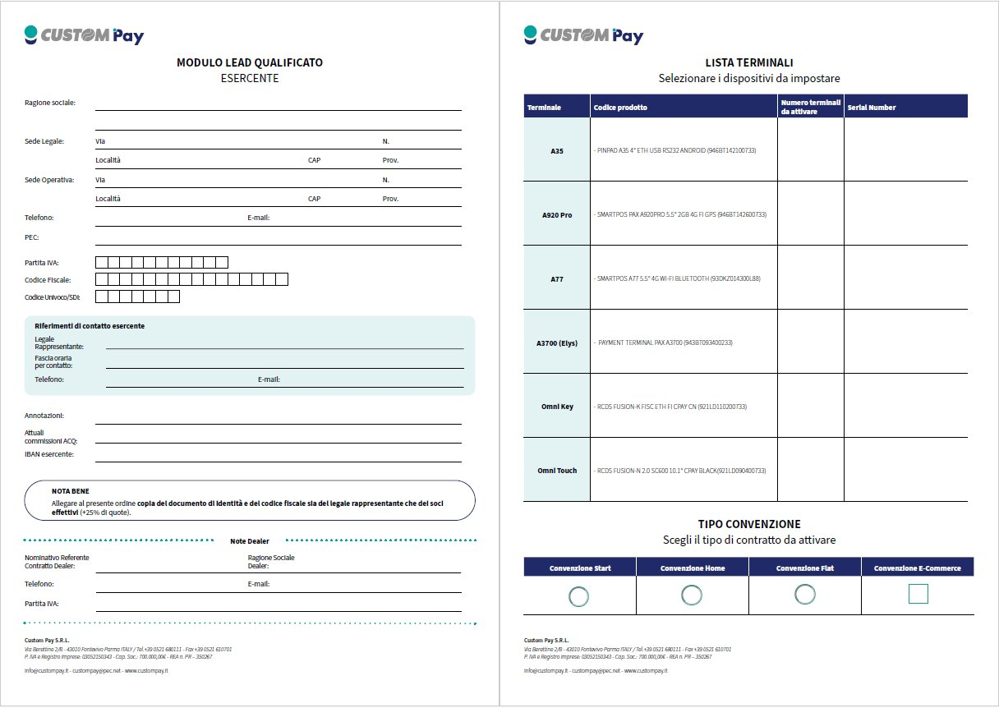 CUSTOM Pay
MODULO LEAD QUALIFICATO
ESERCENTE
Ragione sociale:
Sede Legale: Via N.
Località CAP Prov.
Sede Operativa: Via N.
Località CAP Prov.
Telefono: E-mail:
PEC:
Partita IVA:
Codice Fiscale:
Codice Univoco/SDI:
Riferimenti di contatto esercente
Legale
Rappresentante:
Fascia oraria
per contatto:
Telefono: E-mail:
Annotazioni:
Attuali
commissioni ACQ:
IBAN esercente:
NOTA BENE
Allegare al presente ordine copia del documento di identità e del codice fiscale sia del legale rappresentante che dei soci
effettivi (+25% di quote).
Note Dealer
Nominativo Referente Ragione Sociale
Contratto Dealer: Dealer:
Telefono: E-mail:
Partita IVA:
Custom Pay S.R.L.
Via Berettine 2/B - 43010 Fontevivo Parma ITALY / Tel.+39 0521 680111 - Fax +39 0521 610701
P. IVA e Registro Imprese: 03052150343 - Cap. Soc.: 700.000,00€ - REA n. PR – 350267
info@custompay.it - custompay@pec.net - www.custompay.it
CUSTOM Pay
LISTA TERMINALI
Selezionare i dispositivi da impostare
Terminale Codice prodotto Numero terminali da attivare Serial Number
A35 - PINPAD A35 4" ETH USB RS232 ANDROID (946BT142100733)
A920 Pro - SMARTPOS PAX A920PRO 5.5" 2GB 4G FI GPS (946BT142600733)
A77 - SMARTPOS A77 5.5" 4G WI-FI BLUETOOTH (93DKZ014300L88)
A3700 (Elys) - PAYMENT TERMINAL PAX A3700 (943BT093400233)
Omni Key - RCDS FUSION-K FISC ETH FI CPAY CN (921LD110200733)
Omni Touch - RCDS FUSION-N 2.0 SC600 10.1" CPAY BLACK(921LD090400733)
TIPO CONVENZIONE
Scegli il tipo di contratto da attivare
Convenzione Start Convenzione Home Convenzione Flat Convenzione E-Commerce
Custom Pay S.R.L.
Via Berettine 2/B - 43010 Fontevivo Parma ITALY / Tel.+39 0521 680111 - Fax +39 0521 610701
P. IVA e Registro Imprese: 03052150343 - Cap. Soc.: 700.000,00€ - REA n. PR – 350267
info@custompay.it - custompay@pec.net - www.custompay.it